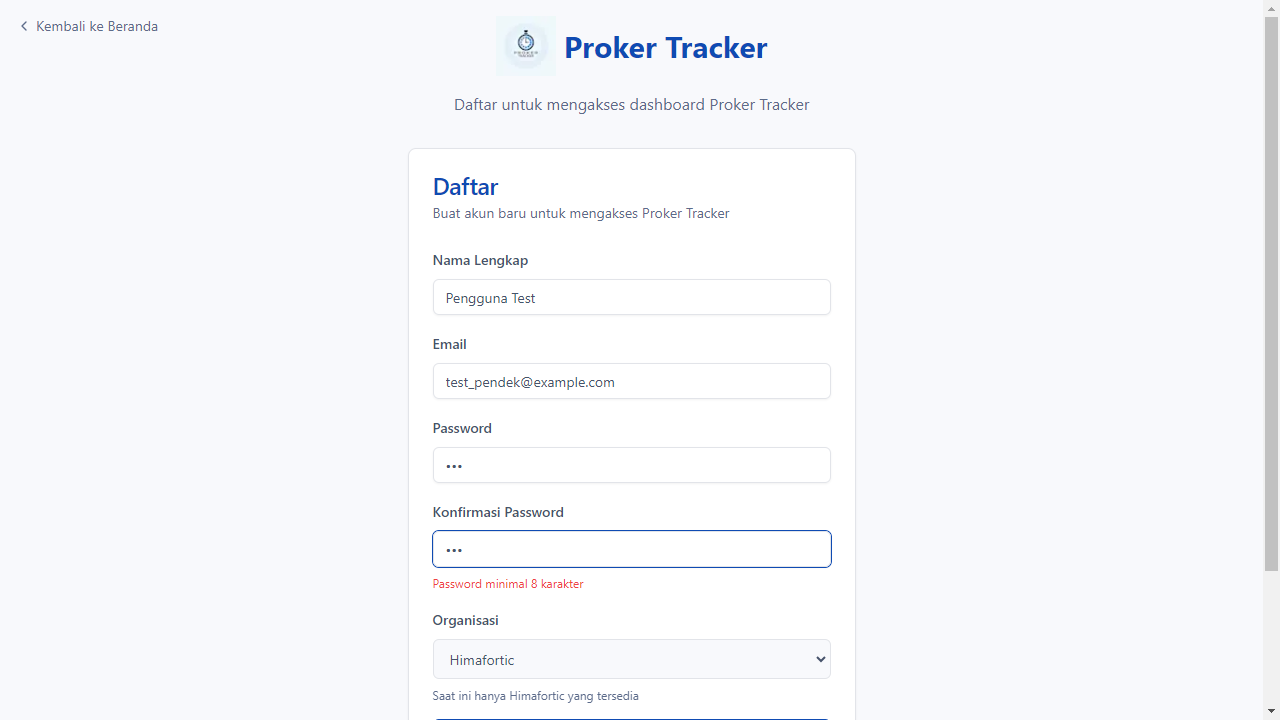 Kembali ke Beranda
Proker Tracker
Daftar untuk mengakses dashboard Proker Tracker
Daftar
Buat akun baru untuk mengakses Proker Tracker
Nama Lengkap
Pengguna Test
Email
test_pendek@example.com
Password
•••
Konfirmasi Password
•••
Password minimal 8 karakter
Organisasi
Himafortic
Saat ini hanya Himafortic yang tersedia